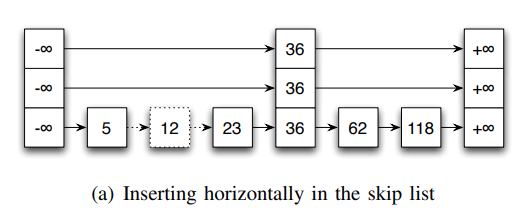 -∞ 36 +∞
-∞ 36 +∞
-∞ 5 12 23 36 62 118 +∞
(a) Inserting horizontally in the skip list